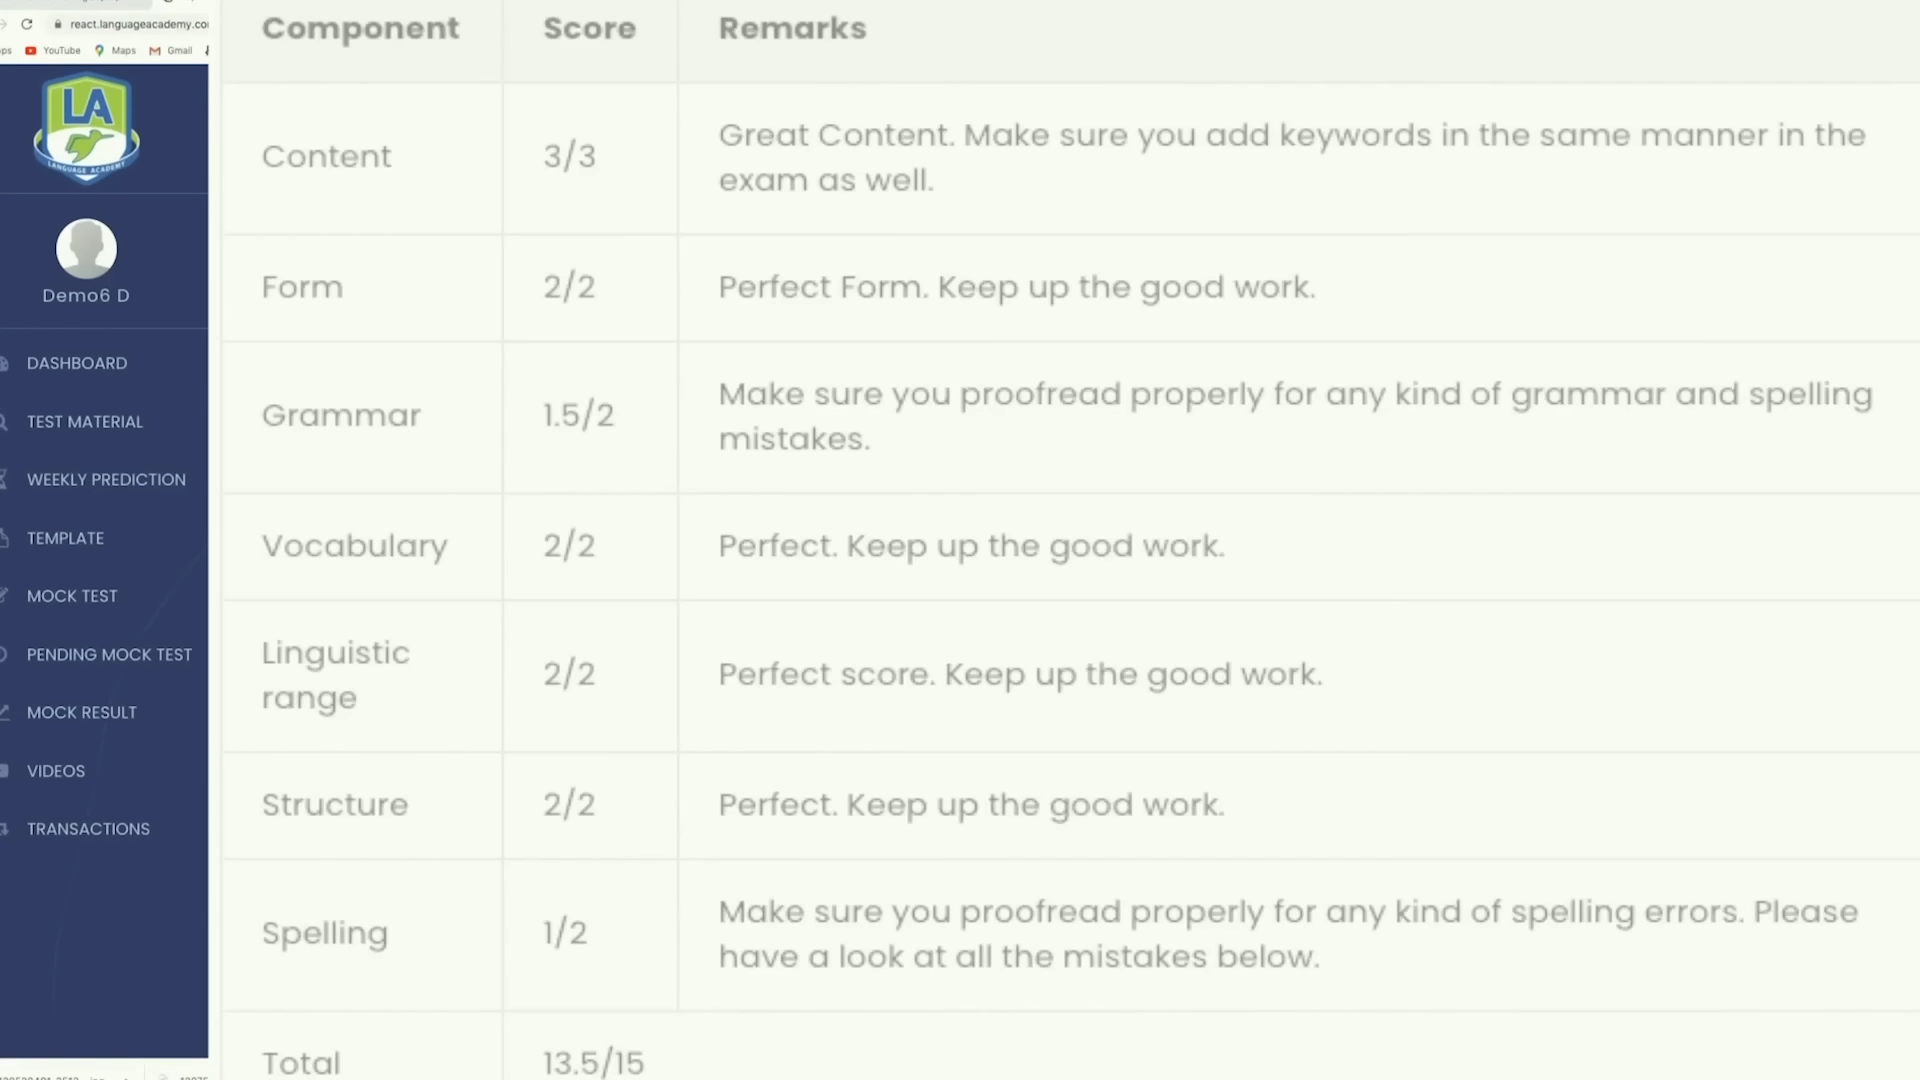 react.languageacademy.co
YouTube
Maps
Gmail
LA
LANGUAGE ACADEMY
Demo6 D
DASHBOARD
TEST MATERIAL
WEEKLY PREDICTION
TEMPLATE
MOCK TEST
PENDING MOCK TEST
MOCK RESULT
VIDEOS
TRANSACTIONS
Component Score Remarks
Content 3/3 Great Content. Make sure you add keywords in the same manner in the
exam as well.
Form 2/2 Perfect Form. Keep up the good work.
Grammar 1.5/2 Make sure you proofread properly for any kind of grammar and spelling
mistakes.
Vocabulary 2/2 Perfect. Keep up the good work.
Linguistic
range 2/2 Perfect score. Keep up the good work.
Structure 2/2 Perfect. Keep up the good work.
Spelling 1/2 Make sure you proofread properly for any kind of spelling errors. Please
have a look at all the mistakes below.
Total 13.5/15